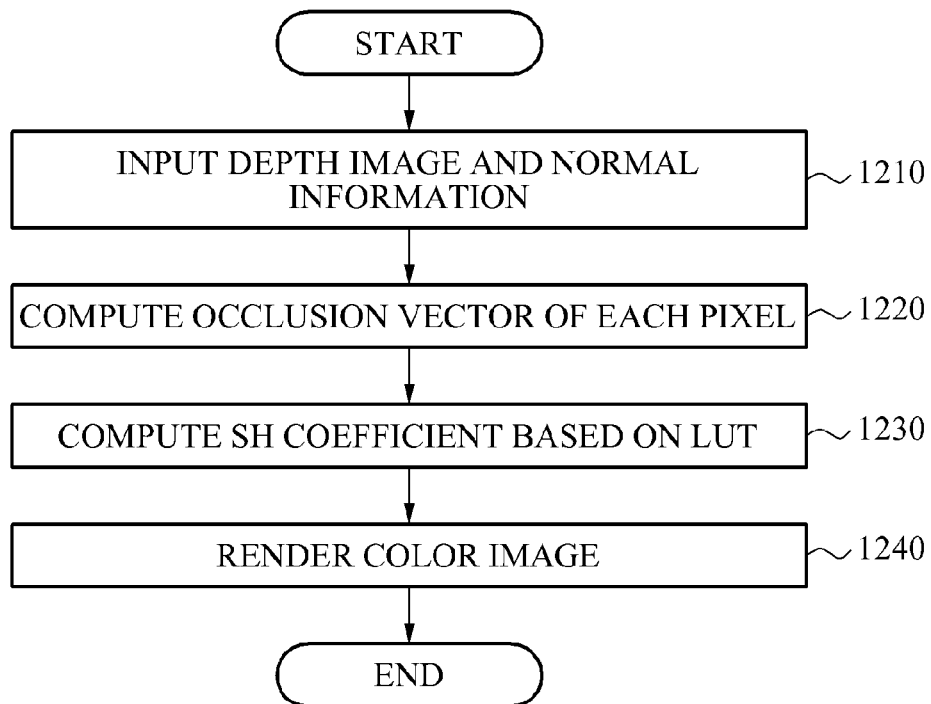 START
INPUT DEPTH IMAGE AND NORMAL
INFORMATION
1210
COMPUTE OCCLUSION VECTOR OF EACH PIXEL
1220
COMPUTE SH COEFFICIENT BASED ON LUT
1230
RENDER COLOR IMAGE
1240
END